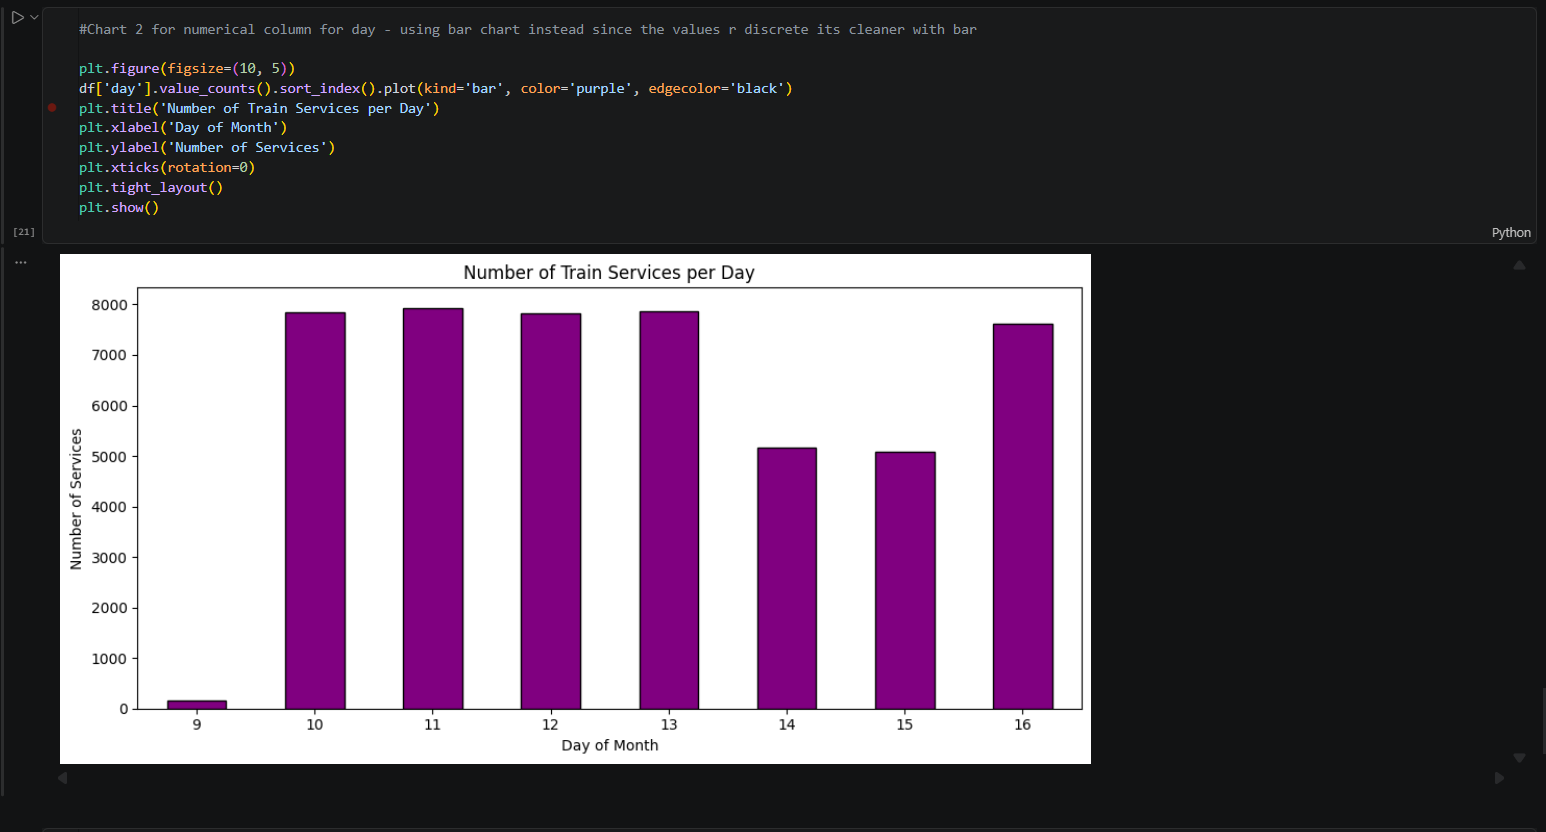 #Chart 2 for numerical column for day - using bar chart instead since the values r discrete its cleaner with bar
plt.figure(figsize=(10, 5))
df['day'].value_counts().sort_index().plot(kind='bar', color='purple', edgecolor='black')
plt.title('Number of Train Services per Day')
plt.xlabel('Day of Month')
plt.ylabel('Number of Services')
plt.xticks(rotation=0)
plt.tight_layout()
plt.show()
[21]
Python
...
Number of Train Services per Day
8000
7000
6000
5000
4000
3000
2000
1000
0
Number of Services
9 10 11 12 13 14 15 16
Day of Month